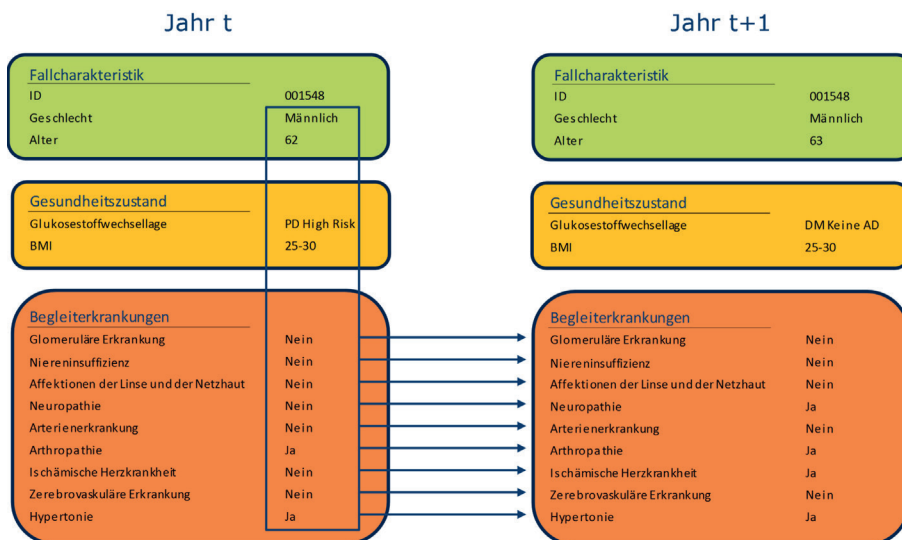 Jahr t
Fallcharakteristik
ID 001548
Geschlecht Männlich
Alter 62
Gesundheitszustand
Glukosestoffwechsellage PD High Risk
BMI 25-30
Begleiterkrankungen
Glomeruläre Erkrankung Nein
Niereninsuffizienz Nein
Affektionen der Linse und der Netzhaut Nein
Neuropathie Nein
Arterienerkrankung Nein
Arthropathie Ja
Ischämische Herzkrankheit Nein
Zerebrovaskuläre Erkrankung Nein
Hypertonie Ja
Jahr t+1
Fallcharakteristik
ID 001548
Geschlecht Männlich
Alter 63
Gesundheitszustand
Glukosestoffwechsellage DM Keine AD
BMI 25-30
Begleiterkrankungen
Glomeruläre Erkrankung Nein
Niereninsuffizienz Nein
Affektionen der Linse und der Netzhaut Nein
Neuropathie Ja
Arterienerkrankung Nein
Arthropathie Ja
Ischämische Herzkrankheit Ja
Zerebrovaskuläre Erkrankung Nein
Hypertonie Ja